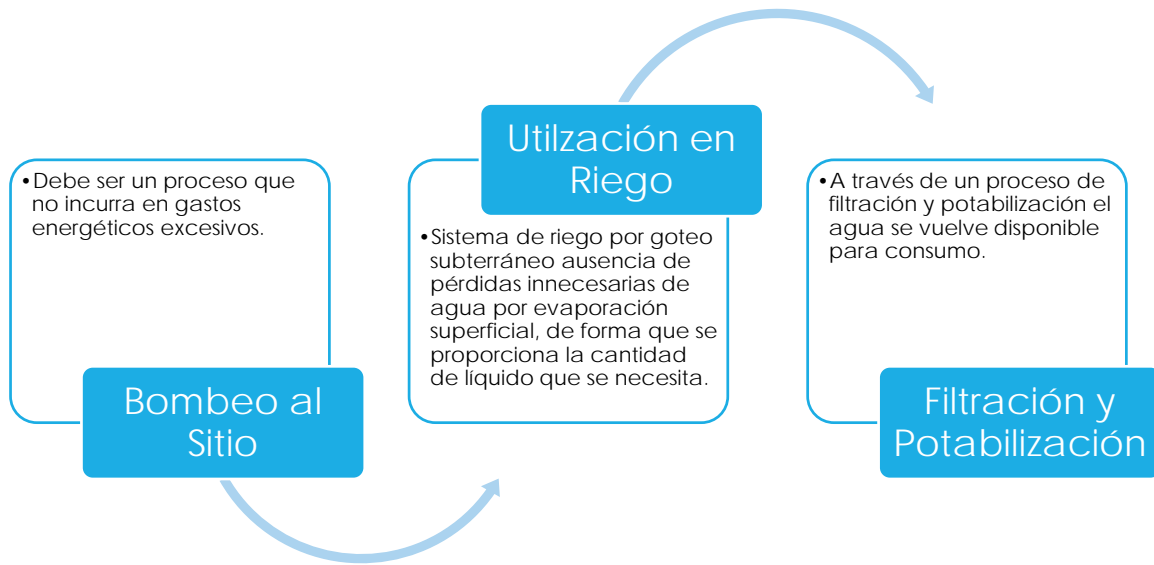 •Debe ser un proceso que
no incurra en gastos
energéticos excesivos.
Bombeo al
Sitio
Utilzación en
Riego
•Sistema de riego por goteo
subterráneo ausencia de
pérdidas innecesarias de
agua por evaporación
superficial, de forma que se
proporciona la cantidad
de líquido que se necesita.
•A través de un proceso de
filtración y potabilización el
agua se vuelve disponible
para consumo.
Filtración y
Potabilización